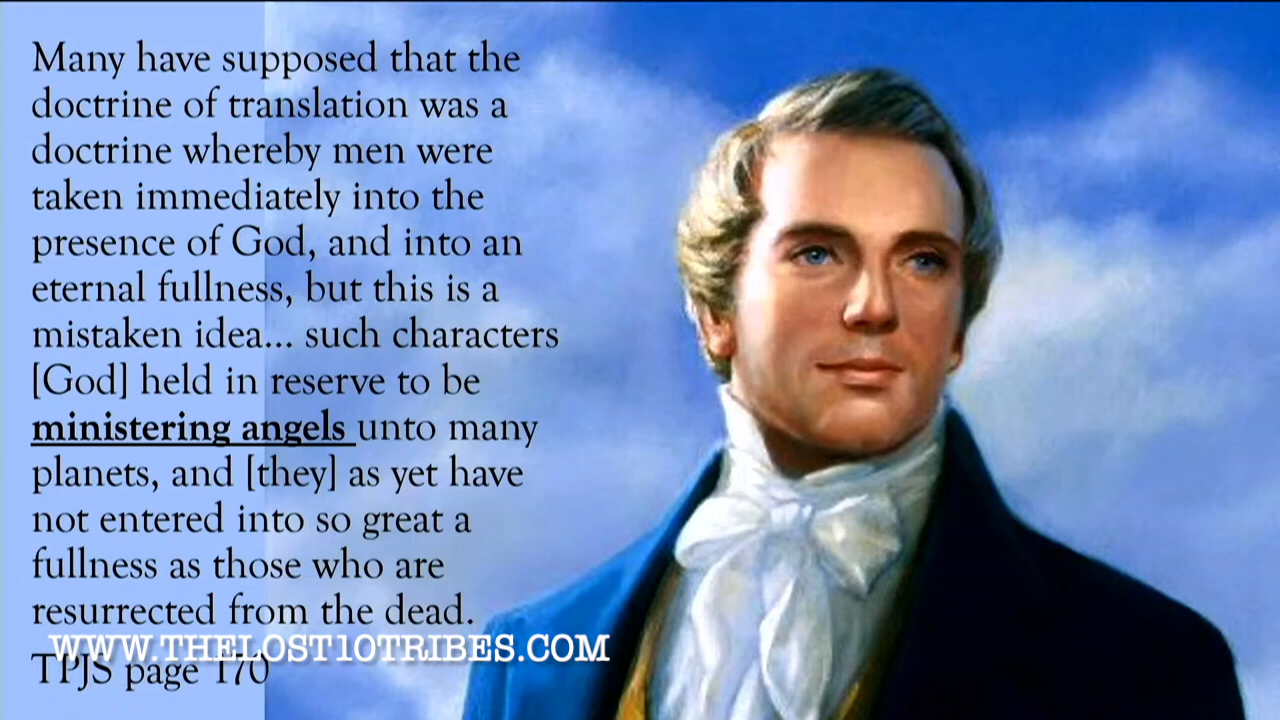 Many have supposed that the
doctrine of translation was a
doctrine whereby men were
taken immediately into the
presence of God, and into an
eternal fullness, but this is a
mistaken idea... such characters
[God] held in reserve to be
ministering angels unto many
planets, and [they] as yet have
not entered into so great a
fullness as those who are
resurrected from the dead.
WWW.THELOST10TRIBES.COM
TPJS page 170